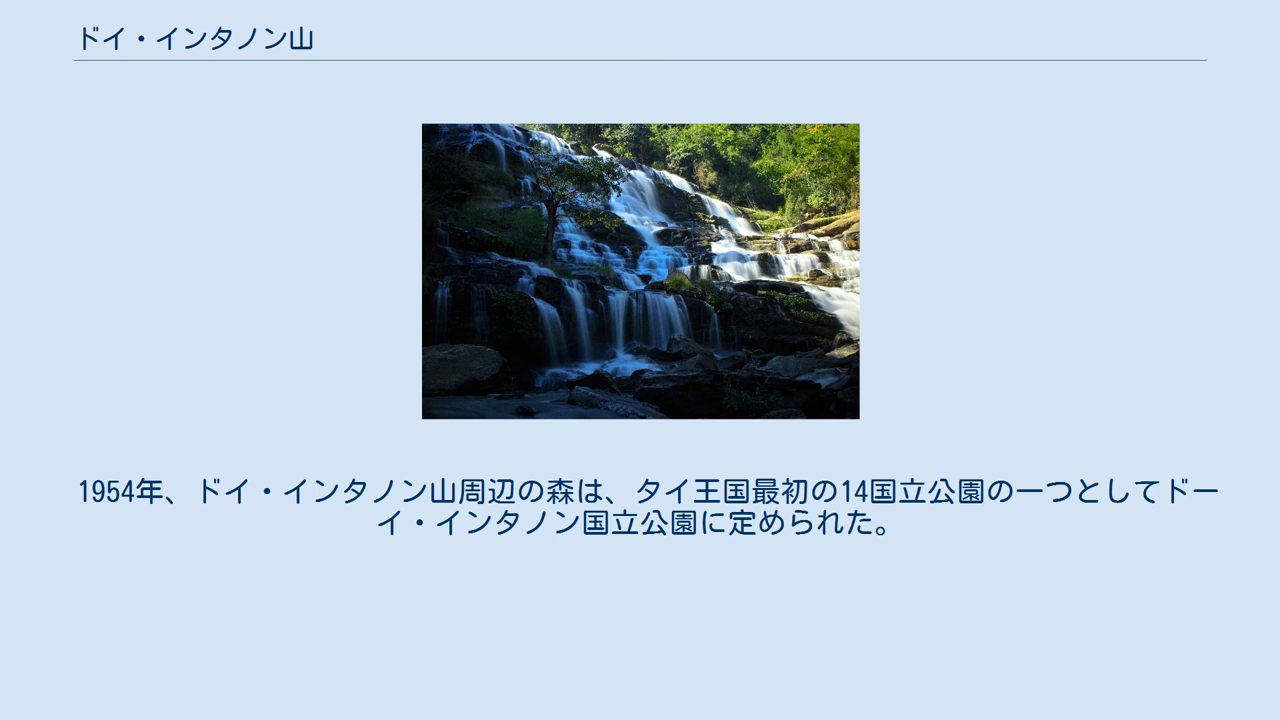 ドイ・インタノン山
1954年、ドイ・インタノン山周辺の森は、タイ王国最初の14国立公園の一つとしてドー
イ・インタノン国立公園に定められた。